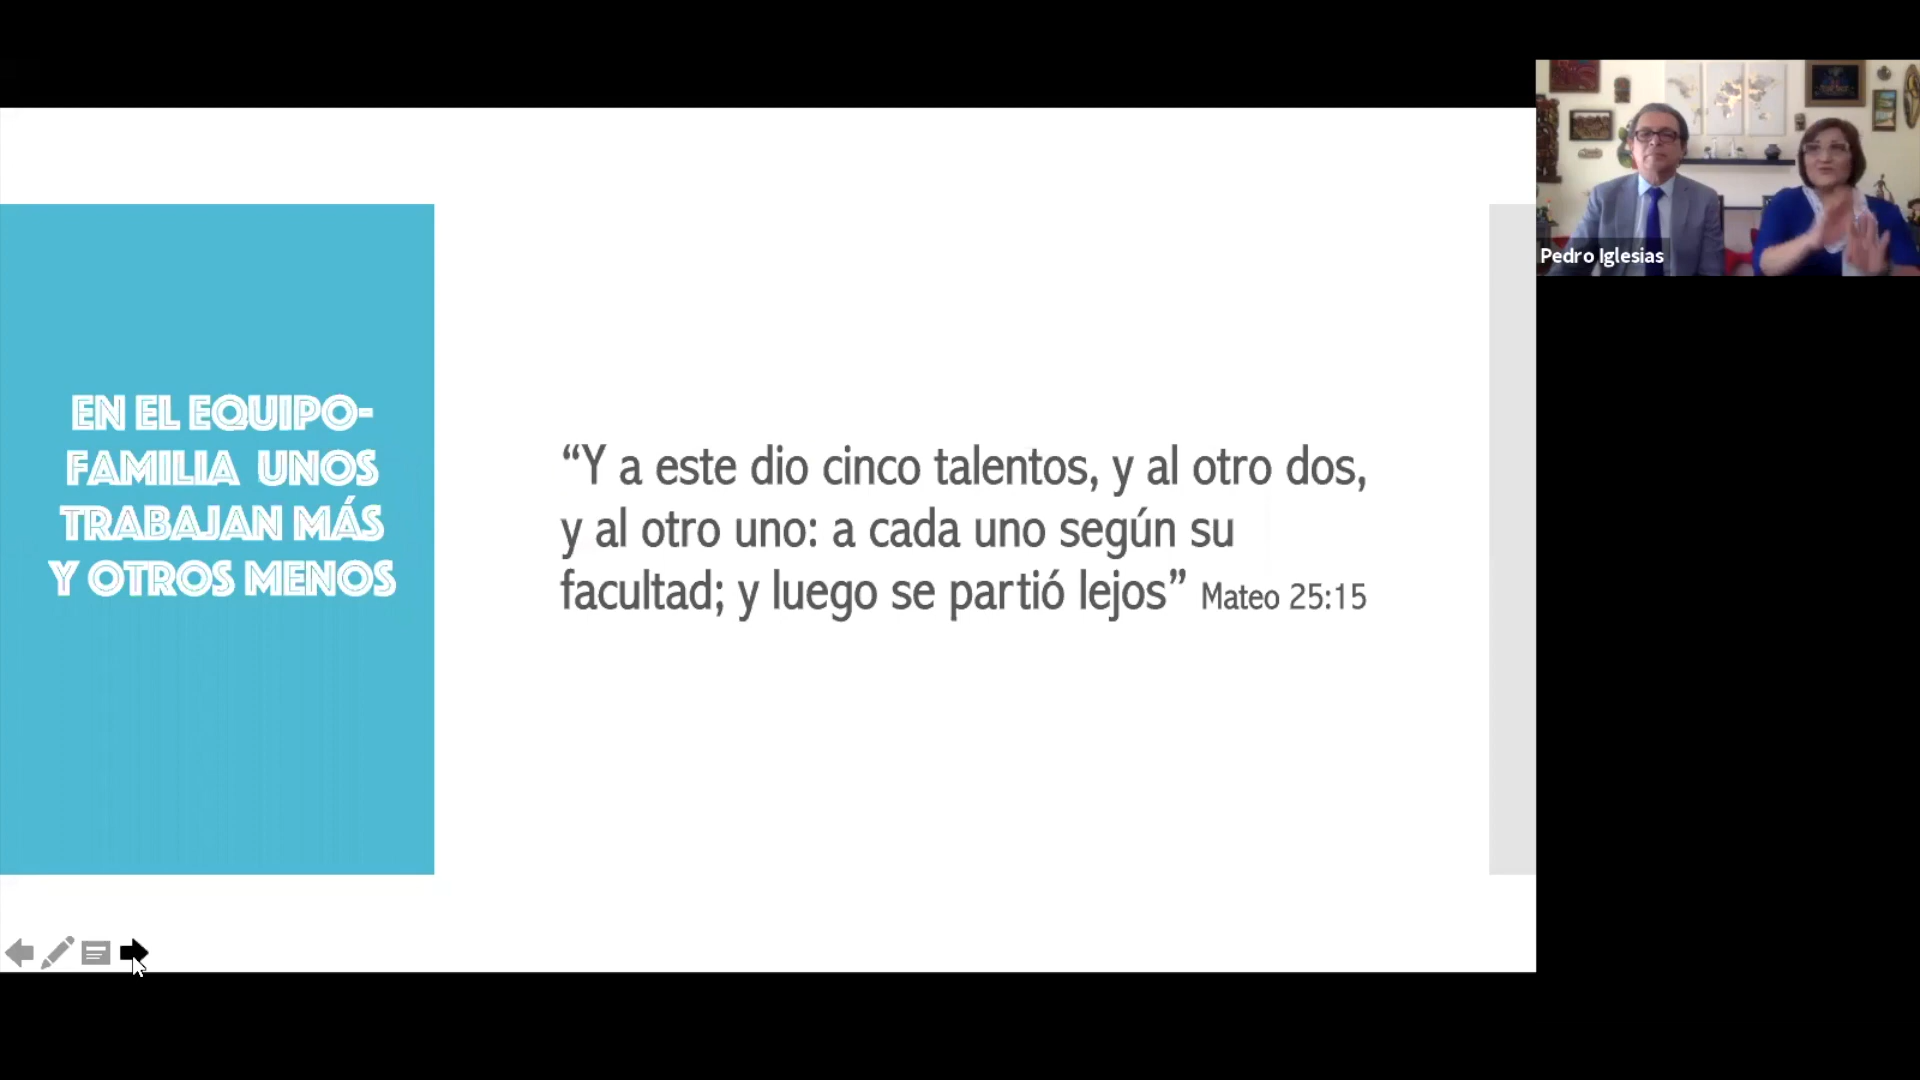 EN EL EQUIPO-
FAMILIA UNOS
TRABAJAN MÁS
Y OTROS MENOS
“Y a este dio cinco talentos, y al otro dos,
y al otro uno: a cada uno según su
facultad; y luego se partió lejos” Mateo 25:15
Pedro Iglesias